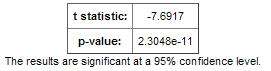 t statistic: -7.6917
p-value: 2.3048e-11
The results are significant at a 95% confidence level.